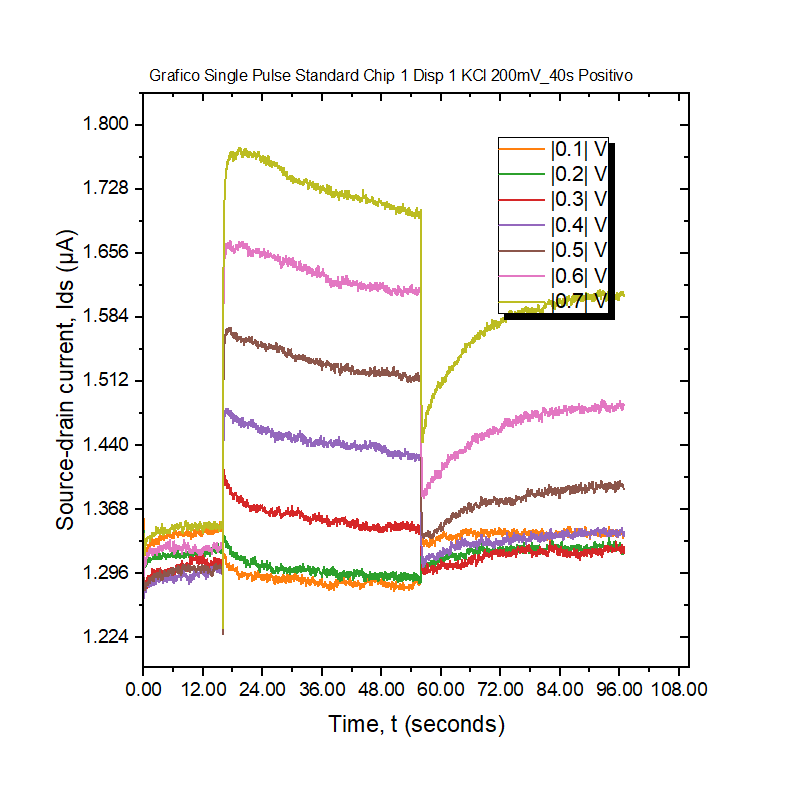 Grafico Single Pulse Standard Chip 1 Disp 1 KCl 200mV_40s Positivo
1.800
1.728
1.656
1.584
1.512
1.440
1.368
1.296
1.224
Source-drain current, Ids (µA)
|0.1| V
|0.2| V
|0.3| V
|0.4| V
|0.5| V
|0.6| V
|0.7| V
0.00 12.00 24.00 36.00 48.00 60.00 72.00 84.00 96.00 108.00
Time, t (seconds)